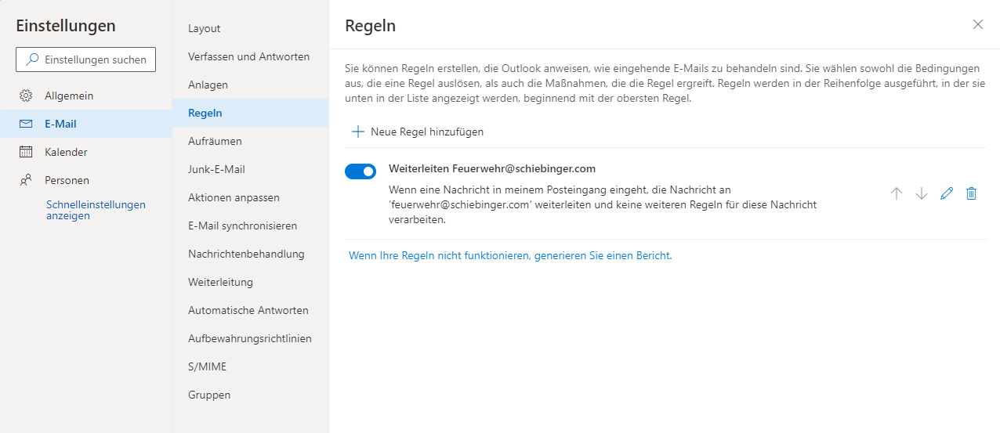 Einstellungen
Einstellungen suchen
Allgemein
E-Mail
Kalender
Personen
Schnelleinstellungen
anzeigen
Layout
Verfassen und Antworten
Anlagen
Regeln
Aufräumen
Junk-E-Mail
Aktionen anpassen
E-Mail synchronisieren
Nachrichtenbehandlung
Weiterleitung
Automatische Antworten
Aufbewahrungsrichtlinien
S/MIME
Gruppen
Regeln
Sie können Regeln erstellen, die Outlook anweisen, wie eingehende E-Mails zu behandeln sind. Sie wählen sowohl die Bedingungen
aus, die eine Regel auslösen, als auch die Maßnahmen, die die Regel ergreift. Regeln werden in der Reihenfolge ausgeführt, in der sie
unten in der Liste angezeigt werden, beginnend mit der obersten Regel.
Neue Regel hinzufügen
Weiterleiten Feuerwehr@schiebinger.com
Wenn eine Nachricht in meinem Posteingang eingeht, die Nachricht an
'feuerwehr@schiebinger.com' weiterleiten und keine weiteren Regeln für diese Nachricht
verarbeiten.
Wenn Ihre Regeln nicht funktionieren, generieren Sie einen Bericht.